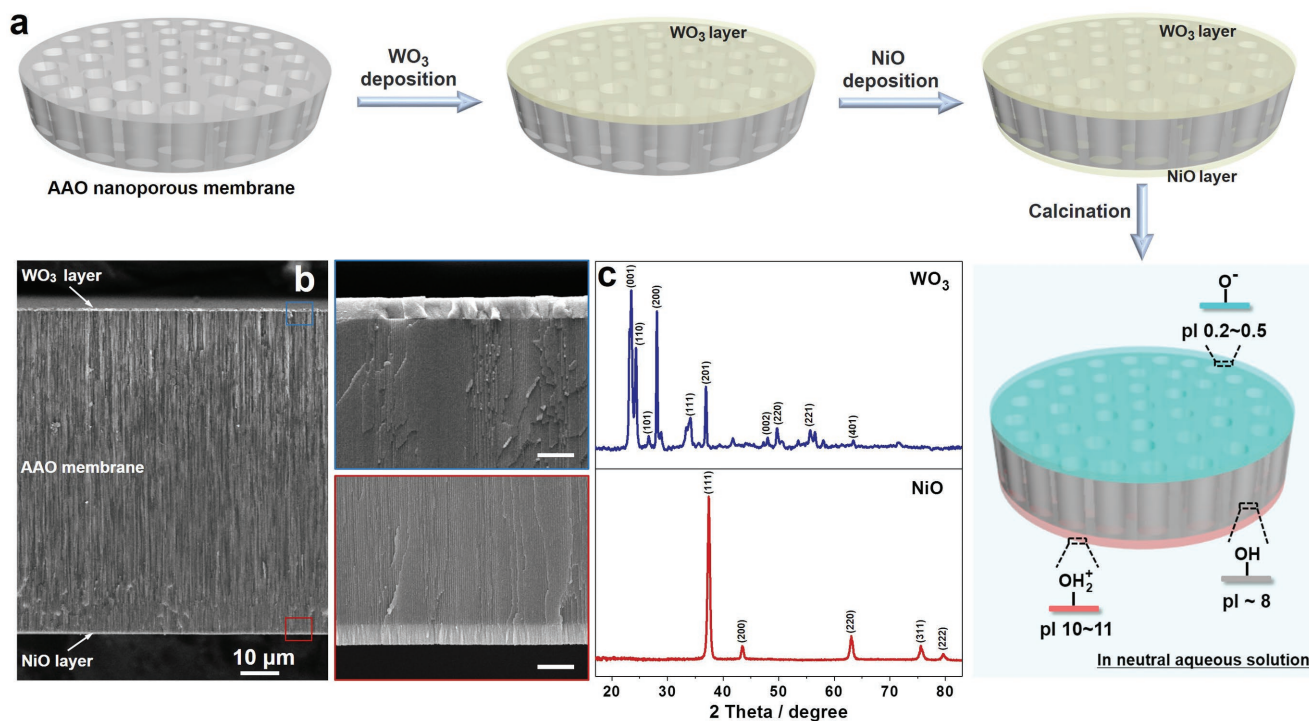 a
WO₃
deposition
WO₃ layer
NiO
deposition
WO₃ layer
AAO nanoporous membrane
NiO layer
Calcination
b
WO₃ layer
AAO membrane
NiO layer
10 μm
c
WO₃
(001)
(110)
(101)
(200)
(111)
(201)
(002)
(220)
(221)
(401)
NiO
(111)
(200)
(220)
(311)
(222)
20 30 40 50 60 70 80
2 Theta / degree
O⁻
pI 0.2~0.5
OH₂⁺
pI 10~11
OH
pI ~ 8
In neutral aqueous solution